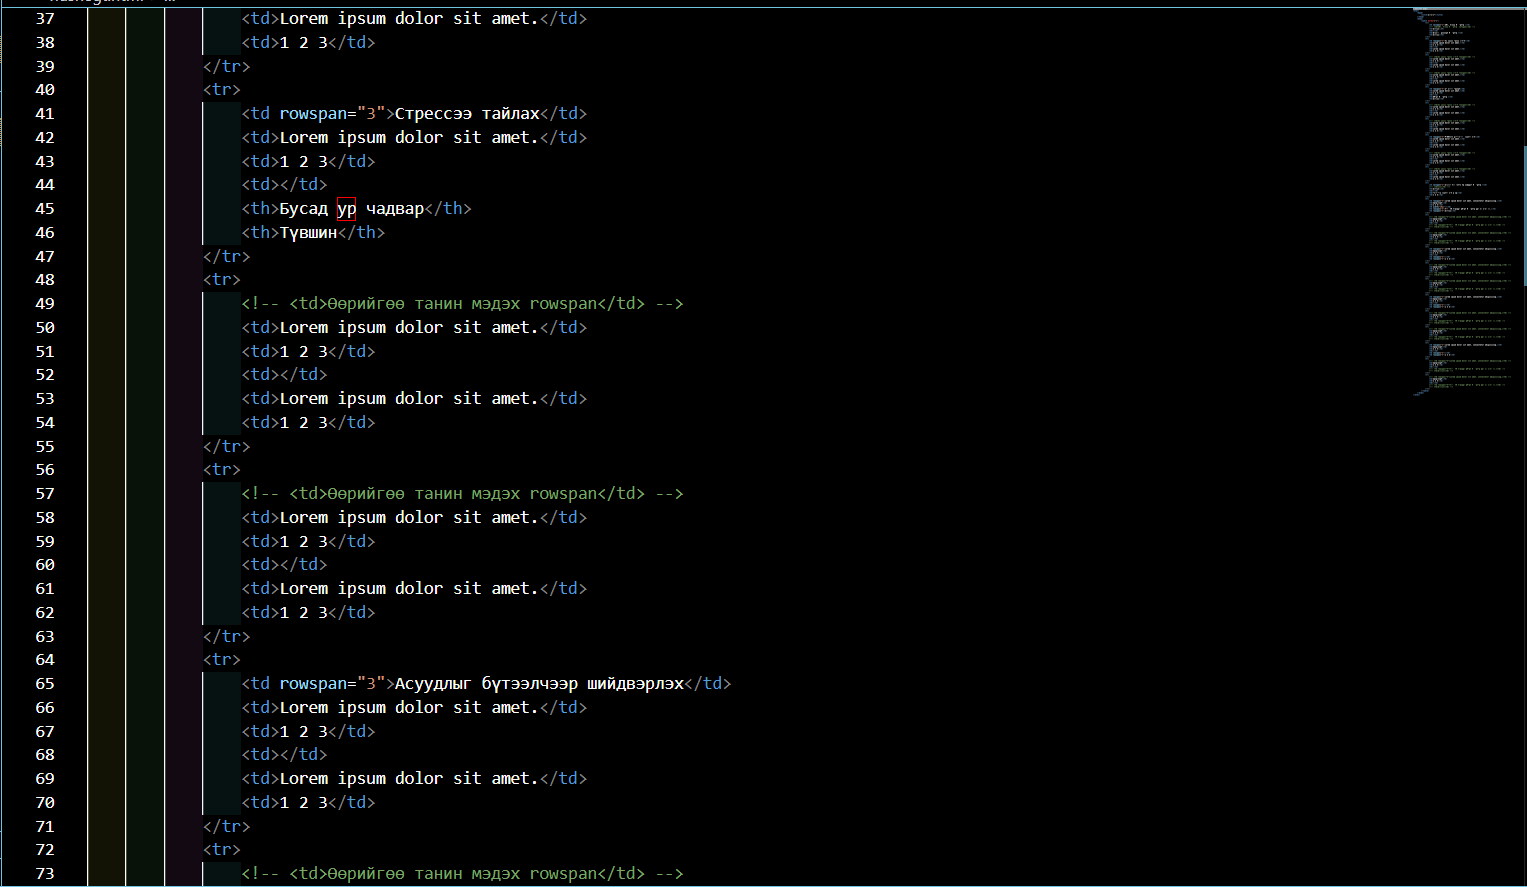 37 <td>Lorem ipsum dolor sit amet.</td>
38 <td>1 2 3</td>
39 </tr>
40 <tr>
41 <td rowspan="3">Стрессээ тайлах</td>
42 <td>Lorem ipsum dolor sit amet.</td>
43 <td>1 2 3</td>
44 <td></td>
45 <th>Бусад ур чадвар</th>
46 <th>Түвшин</th>
47 </tr>
48 <tr>
49 <!-- <td>Өөрийгөө танин мэдэх rowspan</td> -->
50 <td>Lorem ipsum dolor sit amet.</td>
51 <td>1 2 3</td>
52 <td></td>
53 <td>Lorem ipsum dolor sit amet.</td>
54 <td>1 2 3</td>
55 </tr>
56 <tr>
57 <!-- <td>Өөрийгөө танин мэдэх rowspan</td> -->
58 <td>Lorem ipsum dolor sit amet.</td>
59 <td>1 2 3</td>
60 <td></td>
61 <td>Lorem ipsum dolor sit amet.</td>
62 <td>1 2 3</td>
63 </tr>
64 <tr>
65 <td rowspan="3">Асуудлыг бүтээлчээр шийдвэрлэх</td>
66 <td>Lorem ipsum dolor sit amet.</td>
67 <td>1 2 3</td>
68 <td></td>
69 <td>Lorem ipsum dolor sit amet.</td>
70 <td>1 2 3</td>
71 </tr>
72 <tr>
73 <!-- <td>Өөрийгөө танин мэдэх rowspan</td> -->